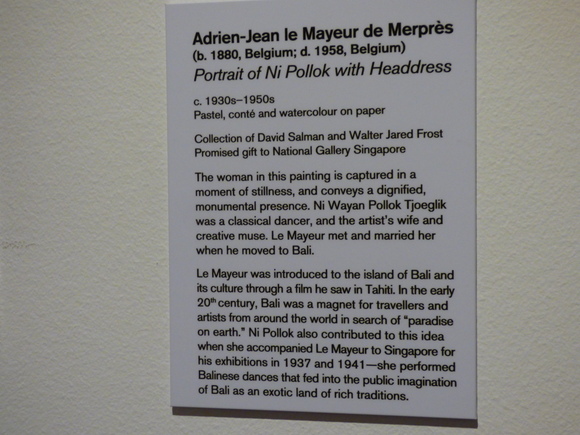 Adrien-Jean le Mayeur de Merprès
(b. 1880, Belgium; d. 1958, Belgium)
Portrait of Ni Pollok with Headdress
c. 1930s–1950s
Pastel, conté and watercolour on paper
Collection of David Salman and Walter Jared Frost
Promised gift to National Gallery Singapore
The woman in this painting is captured in a
moment of stillness, and conveys a dignified,
monumental presence. Ni Wayan Pollok Tjoeglik
was a classical dancer, and the artist's wife and
creative muse. Le Mayeur met and married her
when he moved to Bali.
Le Mayeur was introduced to the island of Bali and
its culture through a film he saw in Tahiti. In the early
20th century, Bali was a magnet for travellers and
artists from around the world in search of "paradise
on earth." Ni Pollok also contributed to this idea
when she accompanied Le Mayeur to Singapore for
his exhibitions in 1937 and 1941—she performed
Balinese dances that fed into the public imagination
of Bali as an exotic land of rich traditions.